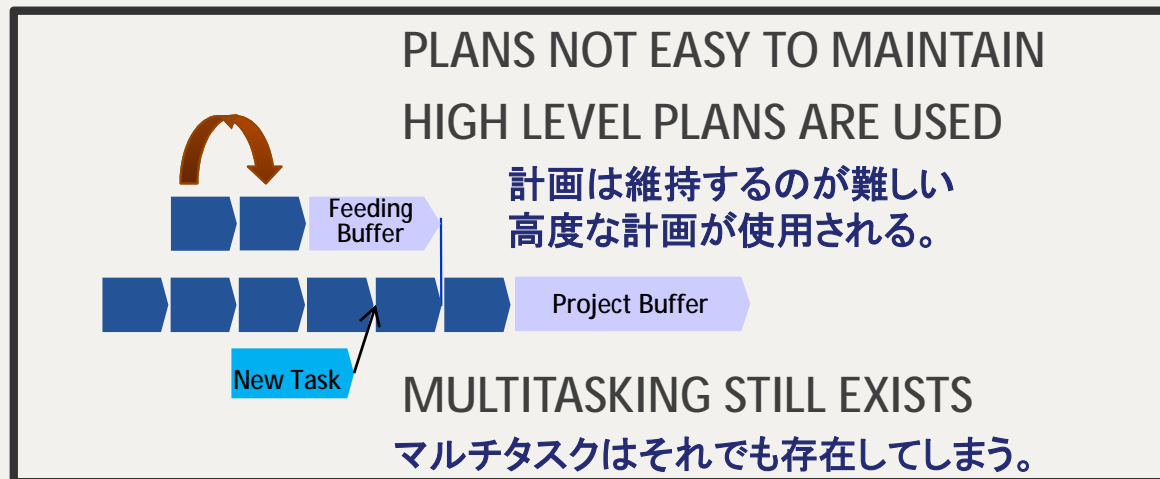 PLANS NOT EASY TO MAINTAIN
HIGH LEVEL PLANS ARE USED
計画は維持するのが難しい
高度な計画が使用される。
Feeding
Buffer
Project Buffer
New Task
MULTITASKING STILL EXISTS
マルチタスクはそれでも存在してしまう。